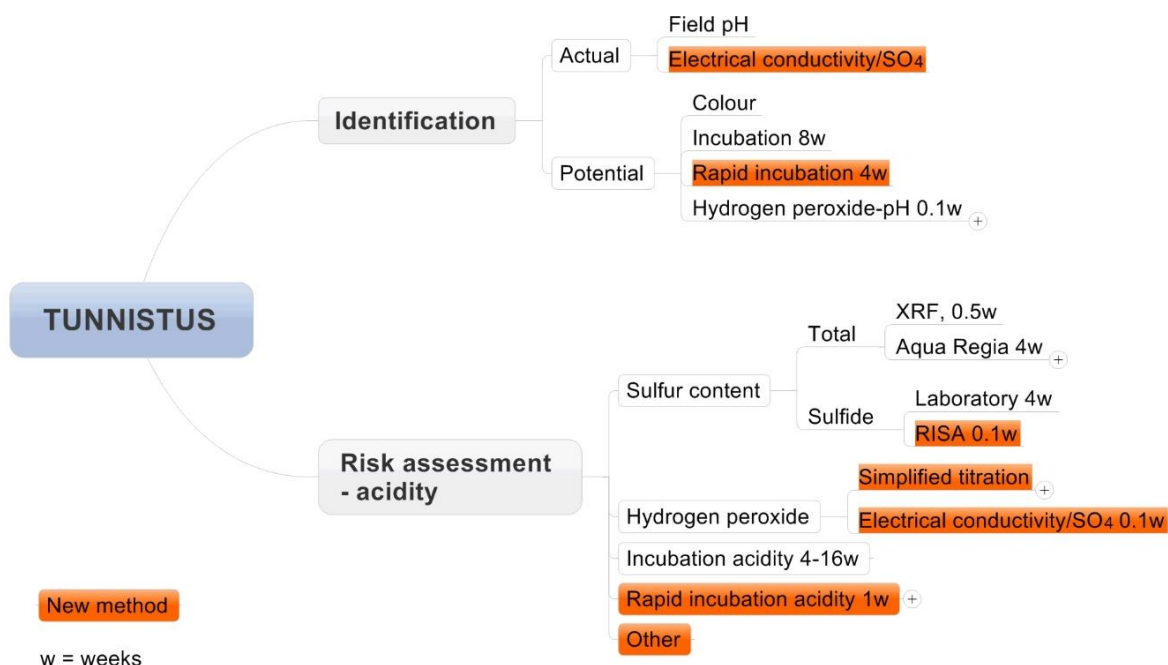 TUNNISTUS
Identification
Actual
Field pH
Electrical conductivity/SO₄
Potential
Colour
Incubation 8w
Rapid incubation 4w
Hydrogen peroxide-pH 0.1w
Risk assessment
- acidity
Sulfur content
Total
XRF, 0.5w
Aqua Regia 4w
Sulfide
Laboratory 4w
RISA 0.1w
Hydrogen peroxide
Simplified titration
Electrical conductivity/SO₄ 0.1w
Incubation acidity 4-16w
Rapid incubation acidity 1w
Other
New method
w = weeks